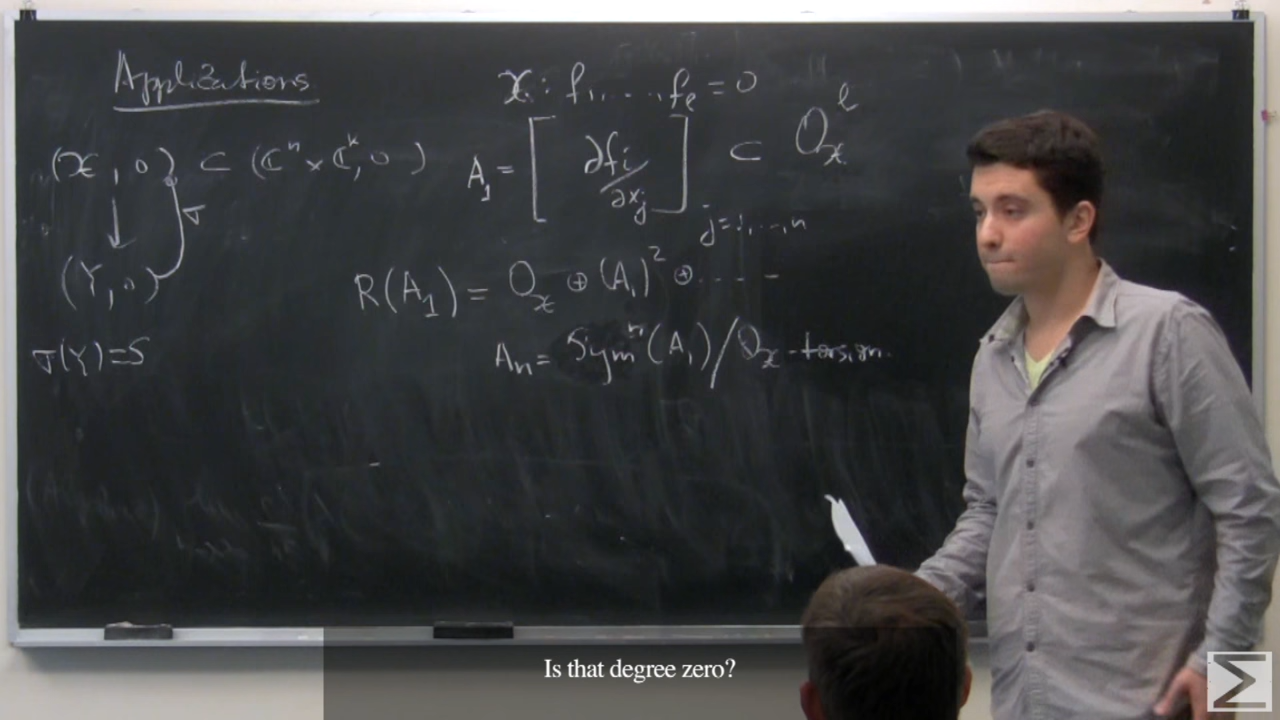 Applications
(𝒳, 0) ⊂ (ℂⁿ × ℂᵏ, 0)
σ
(Y, 0)
σ(Y) = S
𝒳 : f₁, ..., fₑ = 0
A₁ = [ ∂fᵢ/∂xⱼ ] ⊂ O_𝒳^ℓ
j = 1, ..., n
R(A₁) = O_𝒳 ⊕ (A₁)² ⊕ ....
Aₙ = Symⁿ(A₁) / O_𝒳-torsion.
Is that degree zero?
Σ